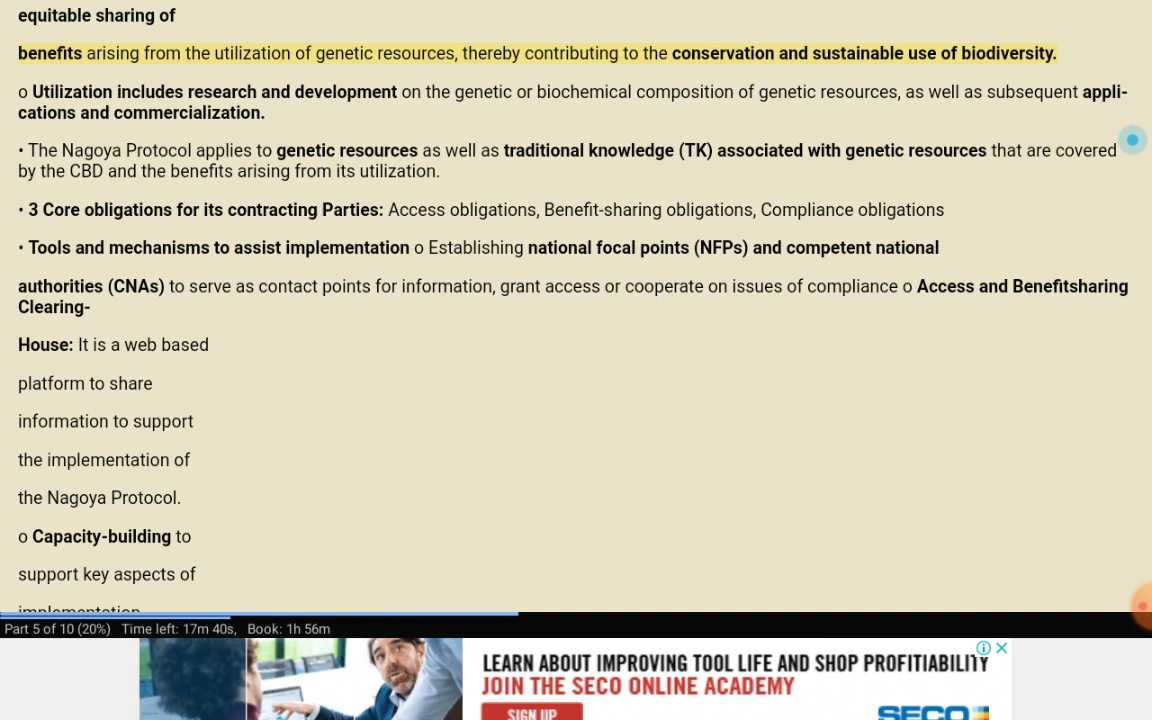 equitable sharing of
benefits arising from the utilization of genetic resources, thereby contributing to the conservation and sustainable use of biodiversity.
o Utilization includes research and development on the genetic or biochemical composition of genetic resources, as well as subsequent appli-
cations and commercialization.
• The Nagoya Protocol applies to genetic resources as well as traditional knowledge (TK) associated with genetic resources that are covered
by the CBD and the benefits arising from its utilization.
• 3 Core obligations for its contracting Parties: Access obligations, Benefit-sharing obligations, Compliance obligations
• Tools and mechanisms to assist implementation o Establishing national focal points (NFPs) and competent national
authorities (CNAs) to serve as contact points for information, grant access or cooperate on issues of compliance o Access and Benefitsharing
Clearing-
House: It is a web based
platform to share
information to support
the implementation of
the Nagoya Protocol.
o Capacity-building to
support key aspects of
implementation
Part 5 of 10 (20%) Time left: 17m 40s, Book: 1h 56m
LEARN ABOUT IMPROVING TOOL LIFE AND SHOP PROFITIABILITY
JOIN THE SECO ONLINE ACADEMY
SIGN UP
SECO